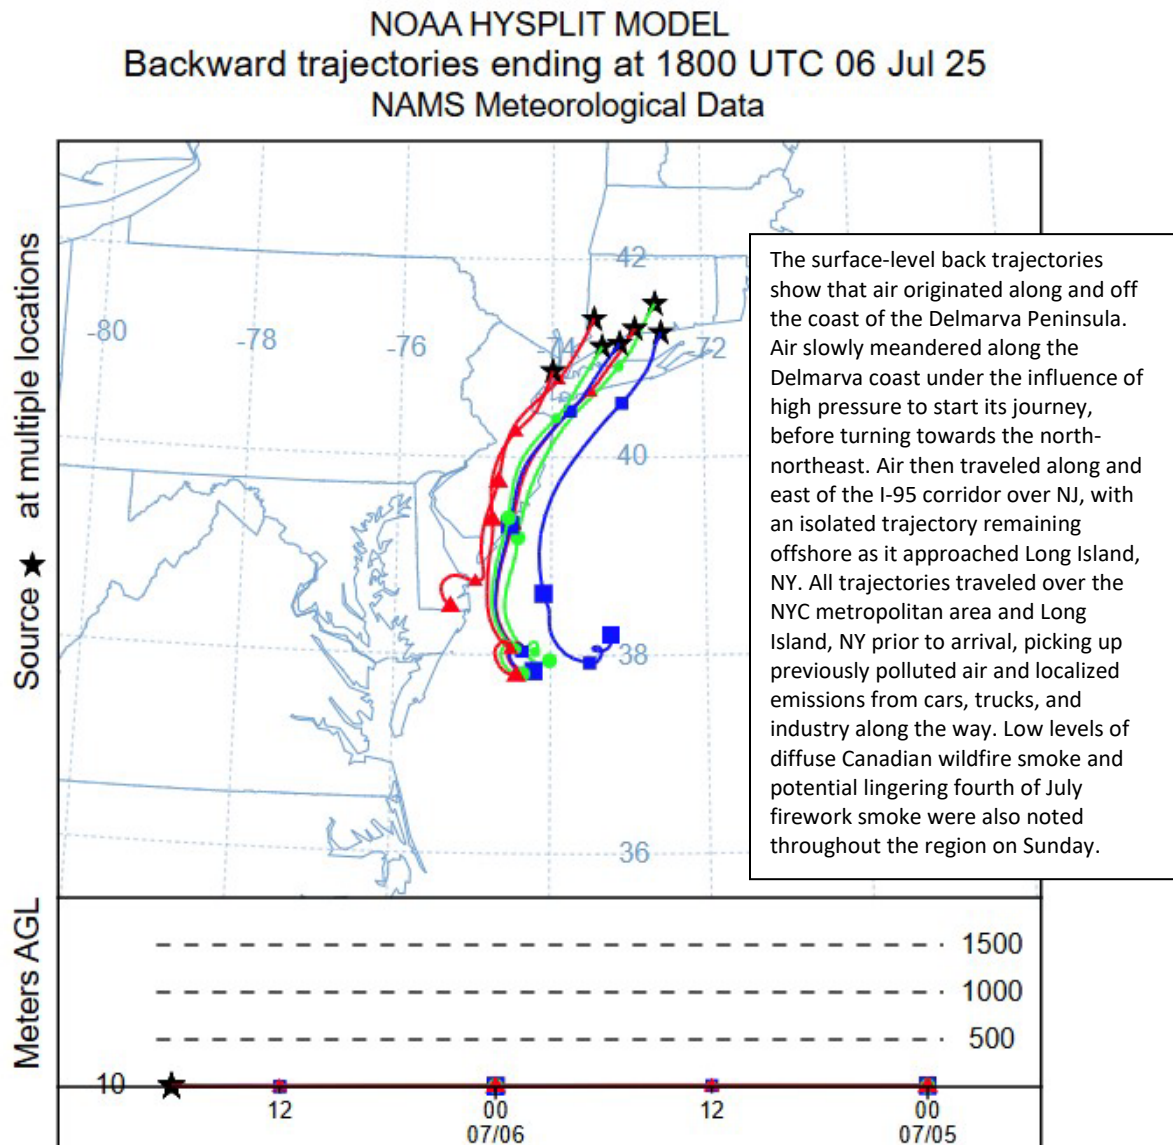 NOAA HYSPLIT MODEL
Backward trajectories ending at 1800 UTC 06 Jul 25
NAMS Meteorological Data
Source ★ at multiple locations
42
-80
-78
-76
-74
-72
40
38
36
The surface-level back trajectories
show that air originated along and off
the coast of the Delmarva Peninsula.
Air slowly meandered along the
Delmarva coast under the influence of
high pressure to start its journey,
before turning towards the north-
northeast. Air then traveled along and
east of the I-95 corridor over NJ, with
an isolated trajectory remaining
offshore as it approached Long Island,
NY. All trajectories traveled over the
NYC metropolitan area and Long
Island, NY prior to arrival, picking up
previously polluted air and localized
emissions from cars, trucks, and
industry along the way. Low levels of
diffuse Canadian wildfire smoke and
potential lingering fourth of July
firework smoke were also noted
throughout the region on Sunday.
Meters AGL
1500
1000
500
10
12 00 12 00
07/06 07/05